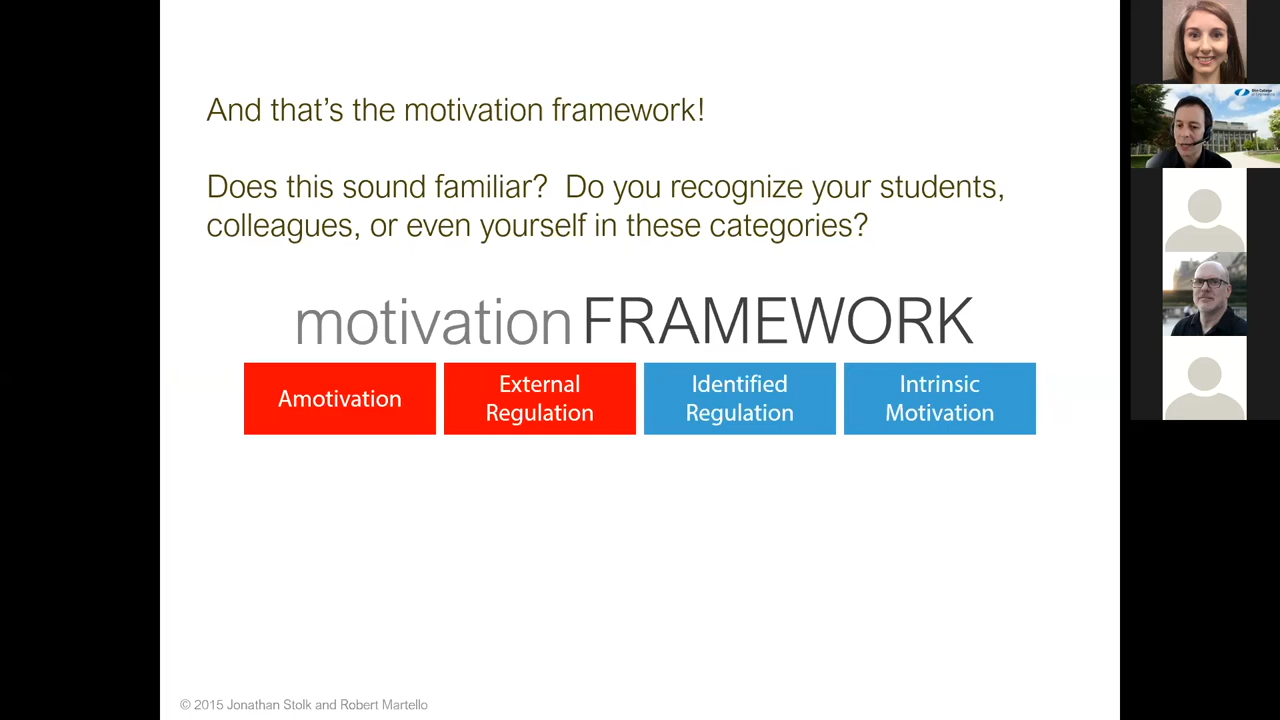 And that's the motivation framework!
Does this sound familiar?  Do you recognize your students,
colleagues, or even yourself in these categories?
motivation FRAMEWORK
Amotivation
External
Regulation
Identified
Regulation
Intrinsic
Motivation
© 2015 Jonathan Stolk and Robert Martello